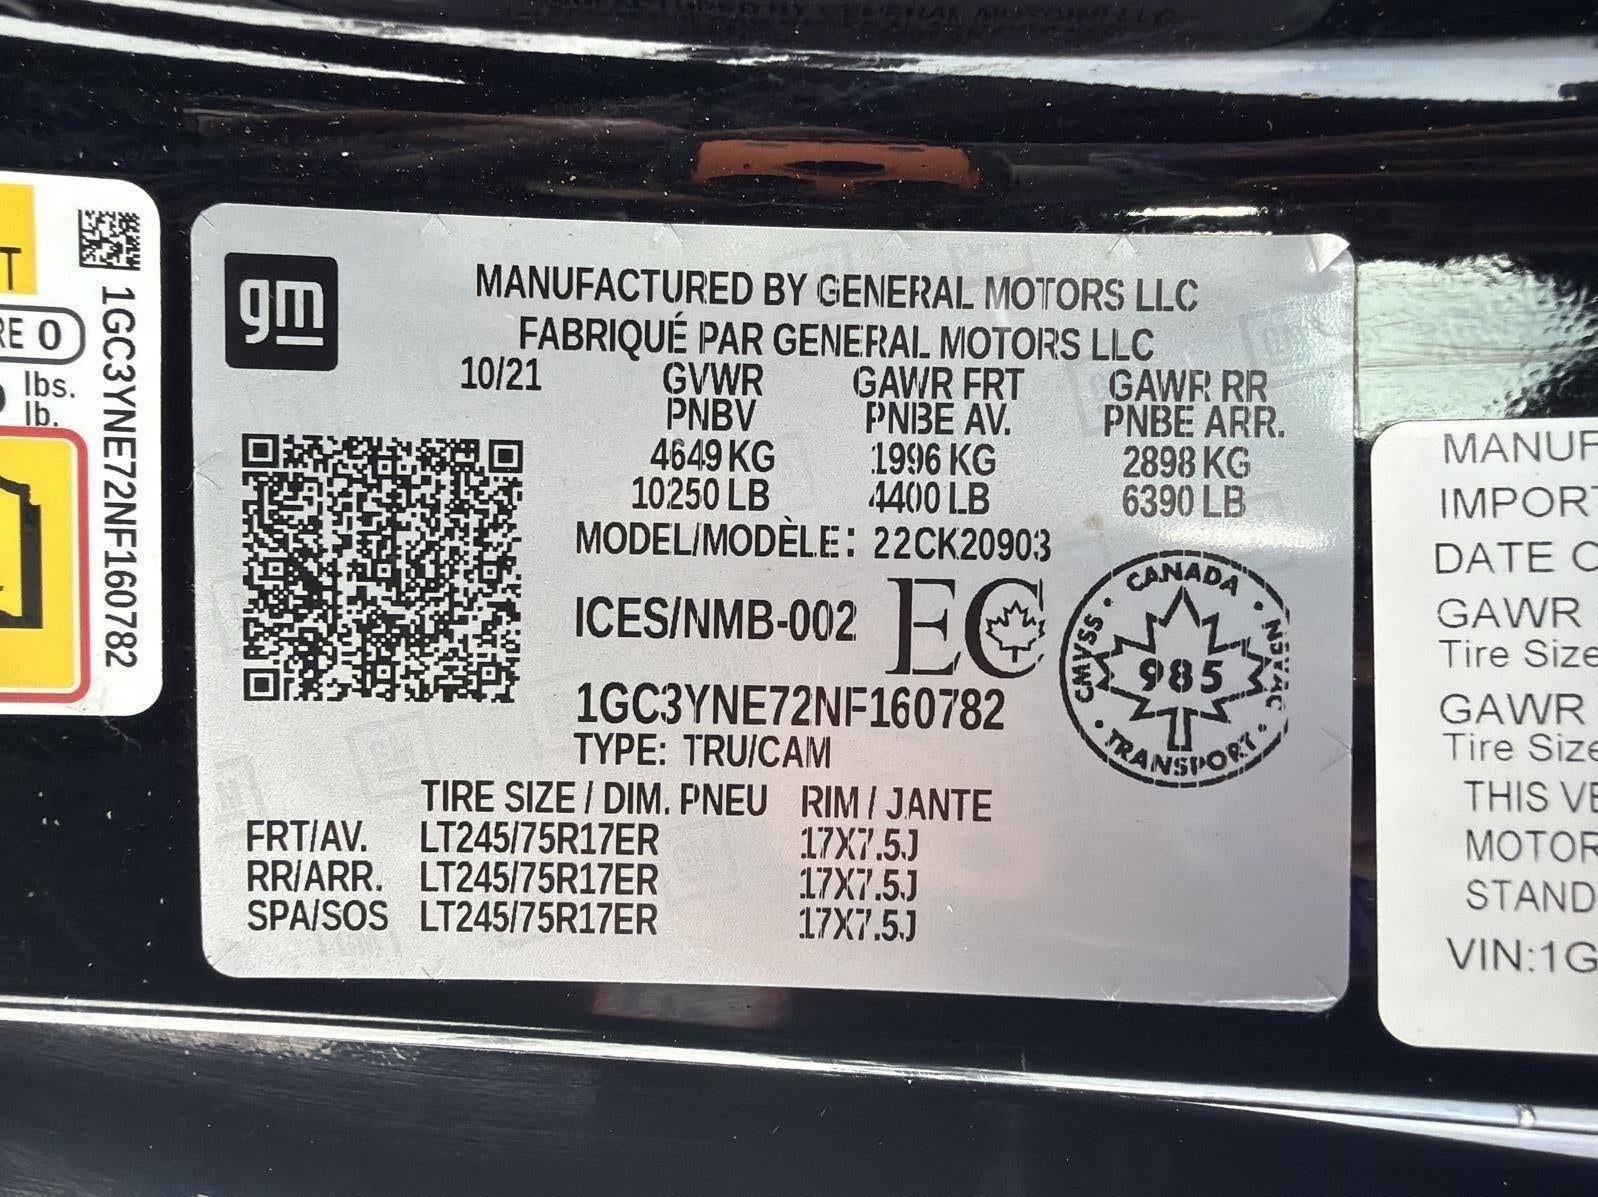 T
RE 0
lbs.
lb.
1GC3YNE72NF160782
gm
MANUFACTURED BY GENERAL MOTORS LLC
FABRIQUÉ PAR GENERAL MOTORS LLC
10/21 GVWR GAWR FRT GAWR RR
PNBV PNBE AV. PNBE ARR.
4649 KG 1996 KG 2898 KG
10250 LB 4400 LB 6390 LB
MODEL/MODÈLE: 22CK20903
ICES/NMB-002 EC
1GC3YNE72NF160782
TYPE: TRU/CAM
CANADA
CMVSS 985 NSVAC
TRANSPORT
TIRE SIZE / DIM. PNEU RIM / JANTE
FRT/AV. LT245/75R17ER 17X7.5J
RR/ARR. LT245/75R17ER 17X7.5J
SPA/SOS LT245/75R17ER 17X7.5J
MANUF
IMPORT
DATE O
GAWR
Tire Size
GAWR
Tire Size
THIS VE
MOTOR
STAND
VIN:1G